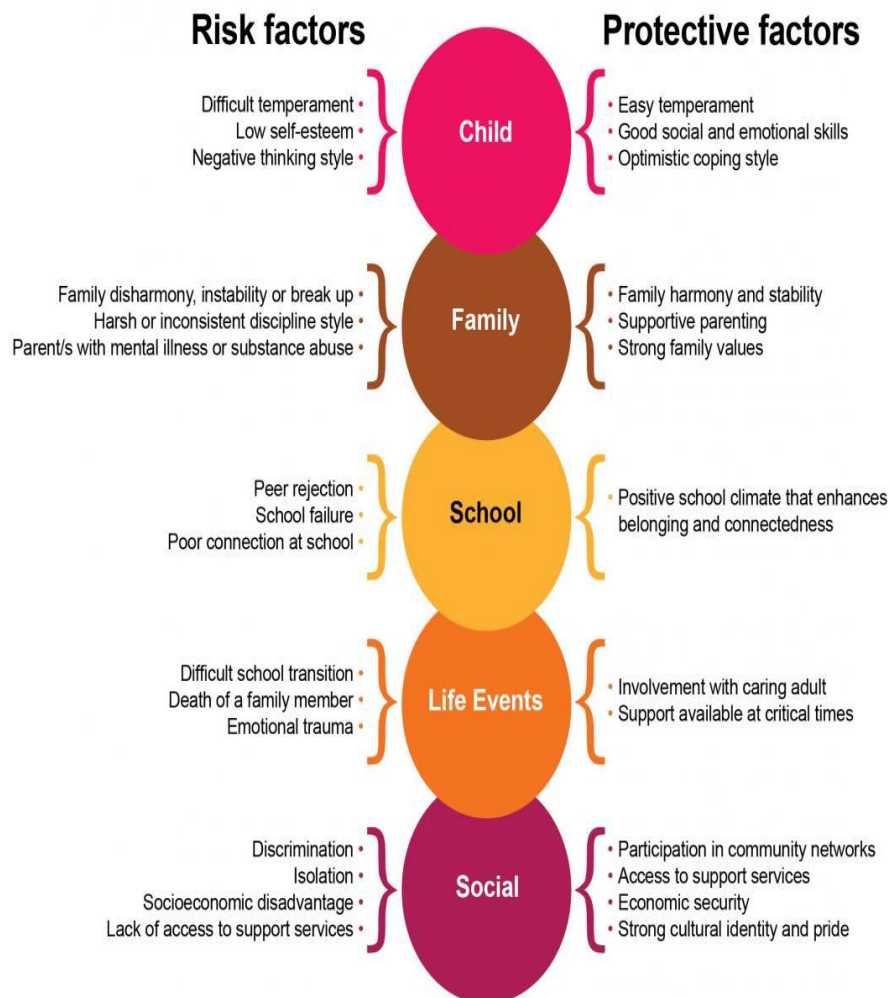 Risk factors
Protective factors
Difficult temperament •
Low self-esteem •
Negative thinking style •
Child
• Easy temperament
• Good social and emotional skills
• Optimistic coping style
Family disharmony, instability or break up •
Harsh or inconsistent discipline style •
Parent/s with mental illness or substance abuse •
Family
• Family harmony and stability
• Supportive parenting
• Strong family values
Peer rejection •
School failure •
Poor connection at school •
School
• Positive school climate that enhances
belonging and connectedness
Difficult school transition •
Death of a family member •
Emotional trauma •
Life Events
• Involvement with caring adult
• Support available at critical times
Discrimination •
Isolation •
Socioeconomic disadvantage •
Lack of access to support services •
Social
• Participation in community networks
• Access to support services
• Economic security
• Strong cultural identity and pride